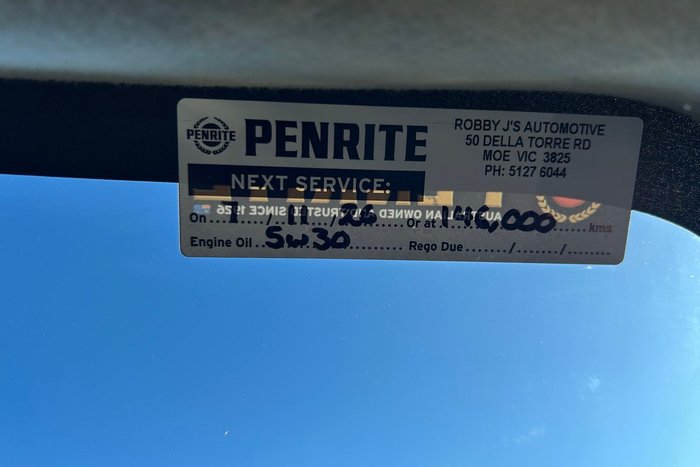 PENRITE
PENRITE
ROBBY J'S AUTOMOTIVE
50 DELLA TORRE RD
MOE VIC 3825
PH: 5127 6044
NEXT SERVICE:
AUSTRALIAN OWNED AND TRUSTED SINCE 1926
On 1 / 11 / 26 Or at 146,000 kms
Engine Oil 5w30 Rego Due ....../......../........